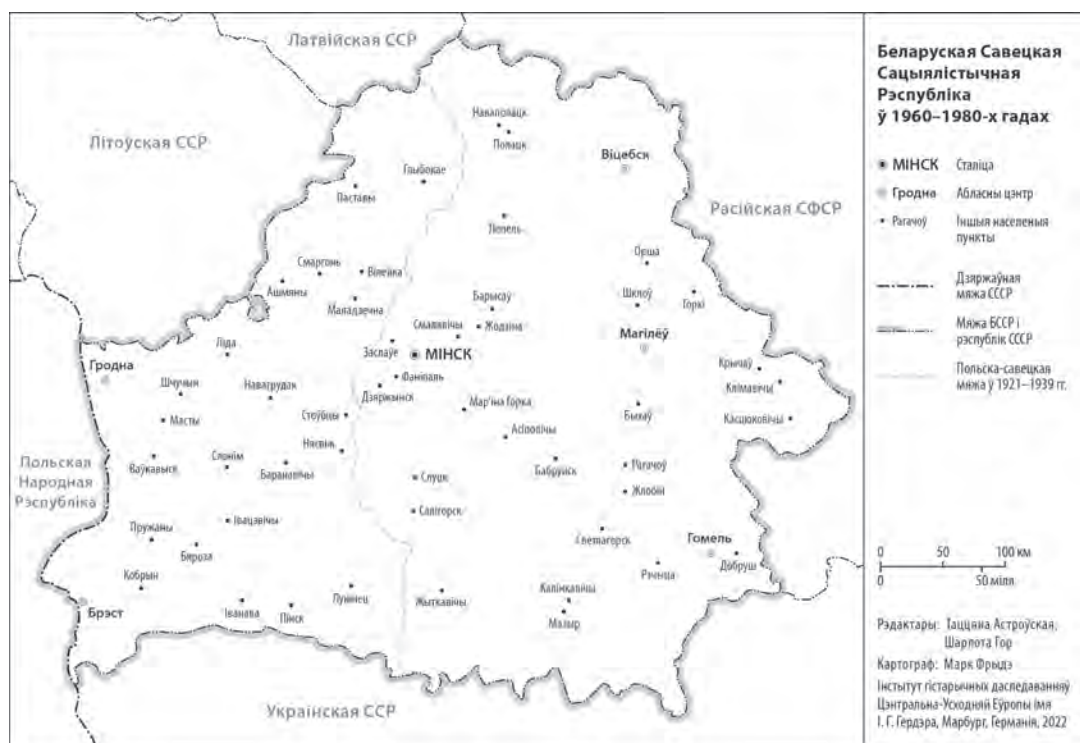 Латвійская ССР
Літоўская ССР
Расійская СФСР
Польская
Народная
Рэспубліка
Украінская ССР
Наваполацк
Полацк
Віцебск
Глыбокае
Паставы
Лепель
Орша
Смаргонь
Вілейка
Ашмяны
Маладзечна
Барысаў
Шклоў
Горкі
Смалявічы
Жодзіна
Магілёў
Заслаўе
МІНСК
Ліда
Гродна
Крычаў
Фаніпаль
Клімавічы
Шчучын
Навагрудак
Дзяржынск
Мар’іна Горка
Стоўбцы
Быхаў
Касцюковічы
Масты
Асіповічы
Нясвіж
Ваўкавыск
Слонім
Баранавічы
Бабруйск
Рагачоў
Слуцк
Жлобін
Салігорск
Івацэвічы
Пружаны
Светлагорск
Бяроза
Гомель
Добруш
Рэчыца
Кобрын
Лунінец
Жыткавічы
Калінкавічы
Брэст
Іванава
Пінск
Мазыр
Беларуская Савецкая
Сацыялістычная
Рэспубліка
ў 1960–1980-х гадах
МІНСК Сталіца
Гродна Абласны цэнтр
Рагачоў Іншыя населеныя
пункты
Дзяржаўная
мяжа СССР
Мяжа БССР і
рэспублік СССР
Польска-савецкая
мяжа ў 1921–1939 гг.
0 50 100 км
0 50 міля
Рэдактары: Таццяна Астроўская,
Шарлота Гор
Картограф: Марк Фрыдэ
Інстытут гістарычных даследаванняў
Цэнтральна-Усходняй Еўропы імя
І. Г. Гердэра, Марбург, Германія, 2022